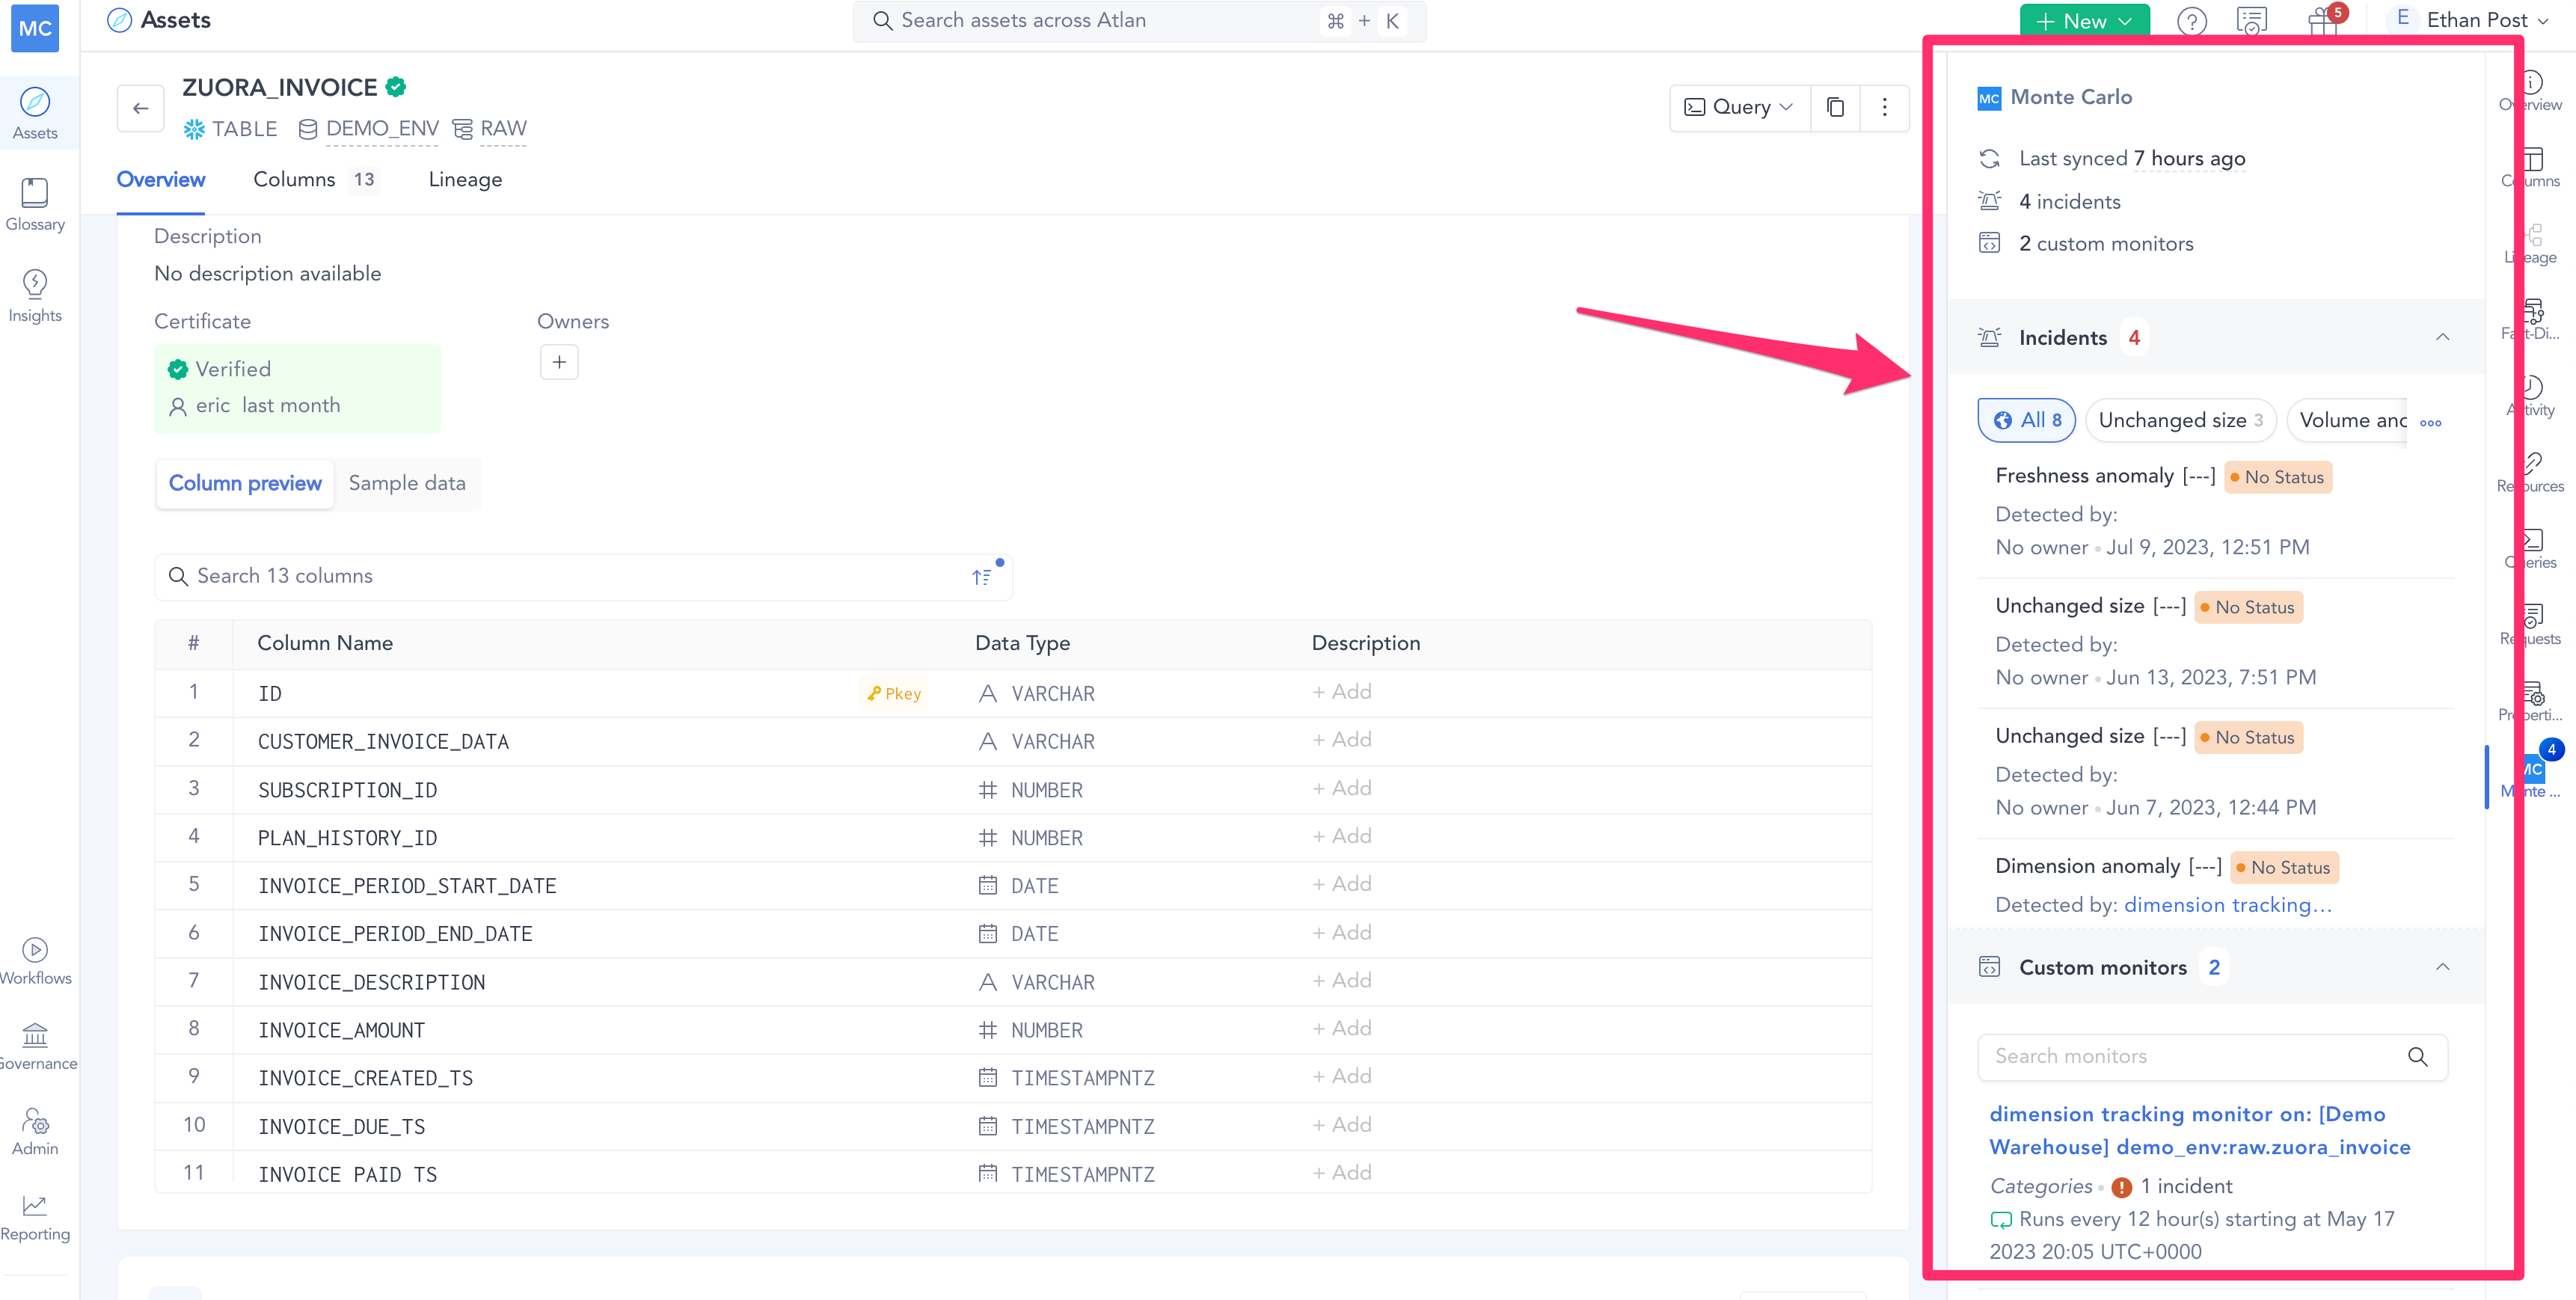 MC
Assets
Search assets across Atlan
⌘ + K
+ New
5
E
Ethan Post
Assets
Glossary
Insights
Workflows
Governance
Admin
Reporting
ZUORA_INVOICE
TABLE DEMO_ENV RAW
Query
Overview Columns 13 Lineage
Description
No description available
Certificate
Owners
Verified
eric last month
+
Column preview Sample data
Search 13 columns
# Column Name Data Type Description
1 ID Pkey VARCHAR + Add
2 CUSTOMER_INVOICE_DATA VARCHAR + Add
3 SUBSCRIPTION_ID NUMBER + Add
4 PLAN_HISTORY_ID NUMBER + Add
5 INVOICE_PERIOD_START_DATE DATE + Add
6 INVOICE_PERIOD_END_DATE DATE + Add
7 INVOICE_DESCRIPTION VARCHAR + Add
8 INVOICE_AMOUNT NUMBER + Add
9 INVOICE_CREATED_TS TIMESTAMPNTZ + Add
10 INVOICE_DUE_TS TIMESTAMPNTZ + Add
11 INVOICE PAID TS TIMESTAMPNTZ + Add
MC Monte Carlo
Last synced 7 hours ago
4 incidents
2 custom monitors
Incidents 4
All 8 Unchanged size 3 Volume
Freshness anomaly [---] No Status
Detected by:
No owner • Jul 9, 2023, 12:51 PM
Unchanged size [---] No Status
Detected by:
No owner • Jun 13, 2023, 7:51 PM
Unchanged size [---] No Status
Detected by:
No owner • Jun 7, 2023, 12:44 PM
Dimension anomaly [---] No Status
Detected by: dimension tracking...
Custom monitors 2
Search monitors
dimension tracking monitor on: [Demo
Warehouse] demo_env:raw.zuora_invoice
Categories • 1 incident
Runs every 12 hour(s) starting at May 17
2023 20:05 UTC+0000
Overview
Columns
Lineage
Activity
Resources
Queries
Requests
Properti...
4
MC
Monte ...